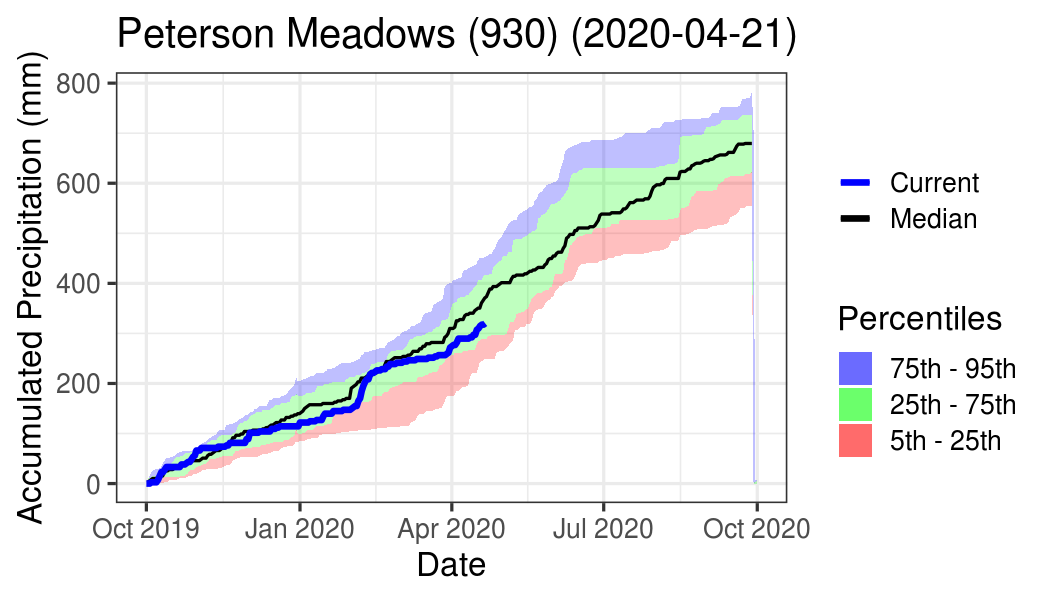 Peterson Meadows (930) (2020-04-21)
Accumulated Precipitation (mm)
800
600
400
200
0
Oct 2019
Jan 2020
Apr 2020
Jul 2020
Oct 2020
Date
Current
Median
Percentiles
75th - 95th
25th - 75th
5th - 25th